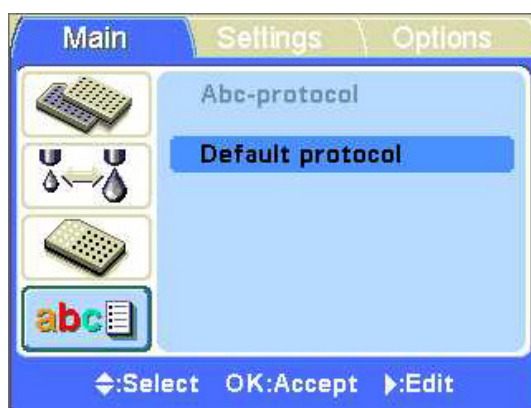 Main Settings Options
Abc-protocol
Default protocol
abc
:Select OK:Accept :Edit